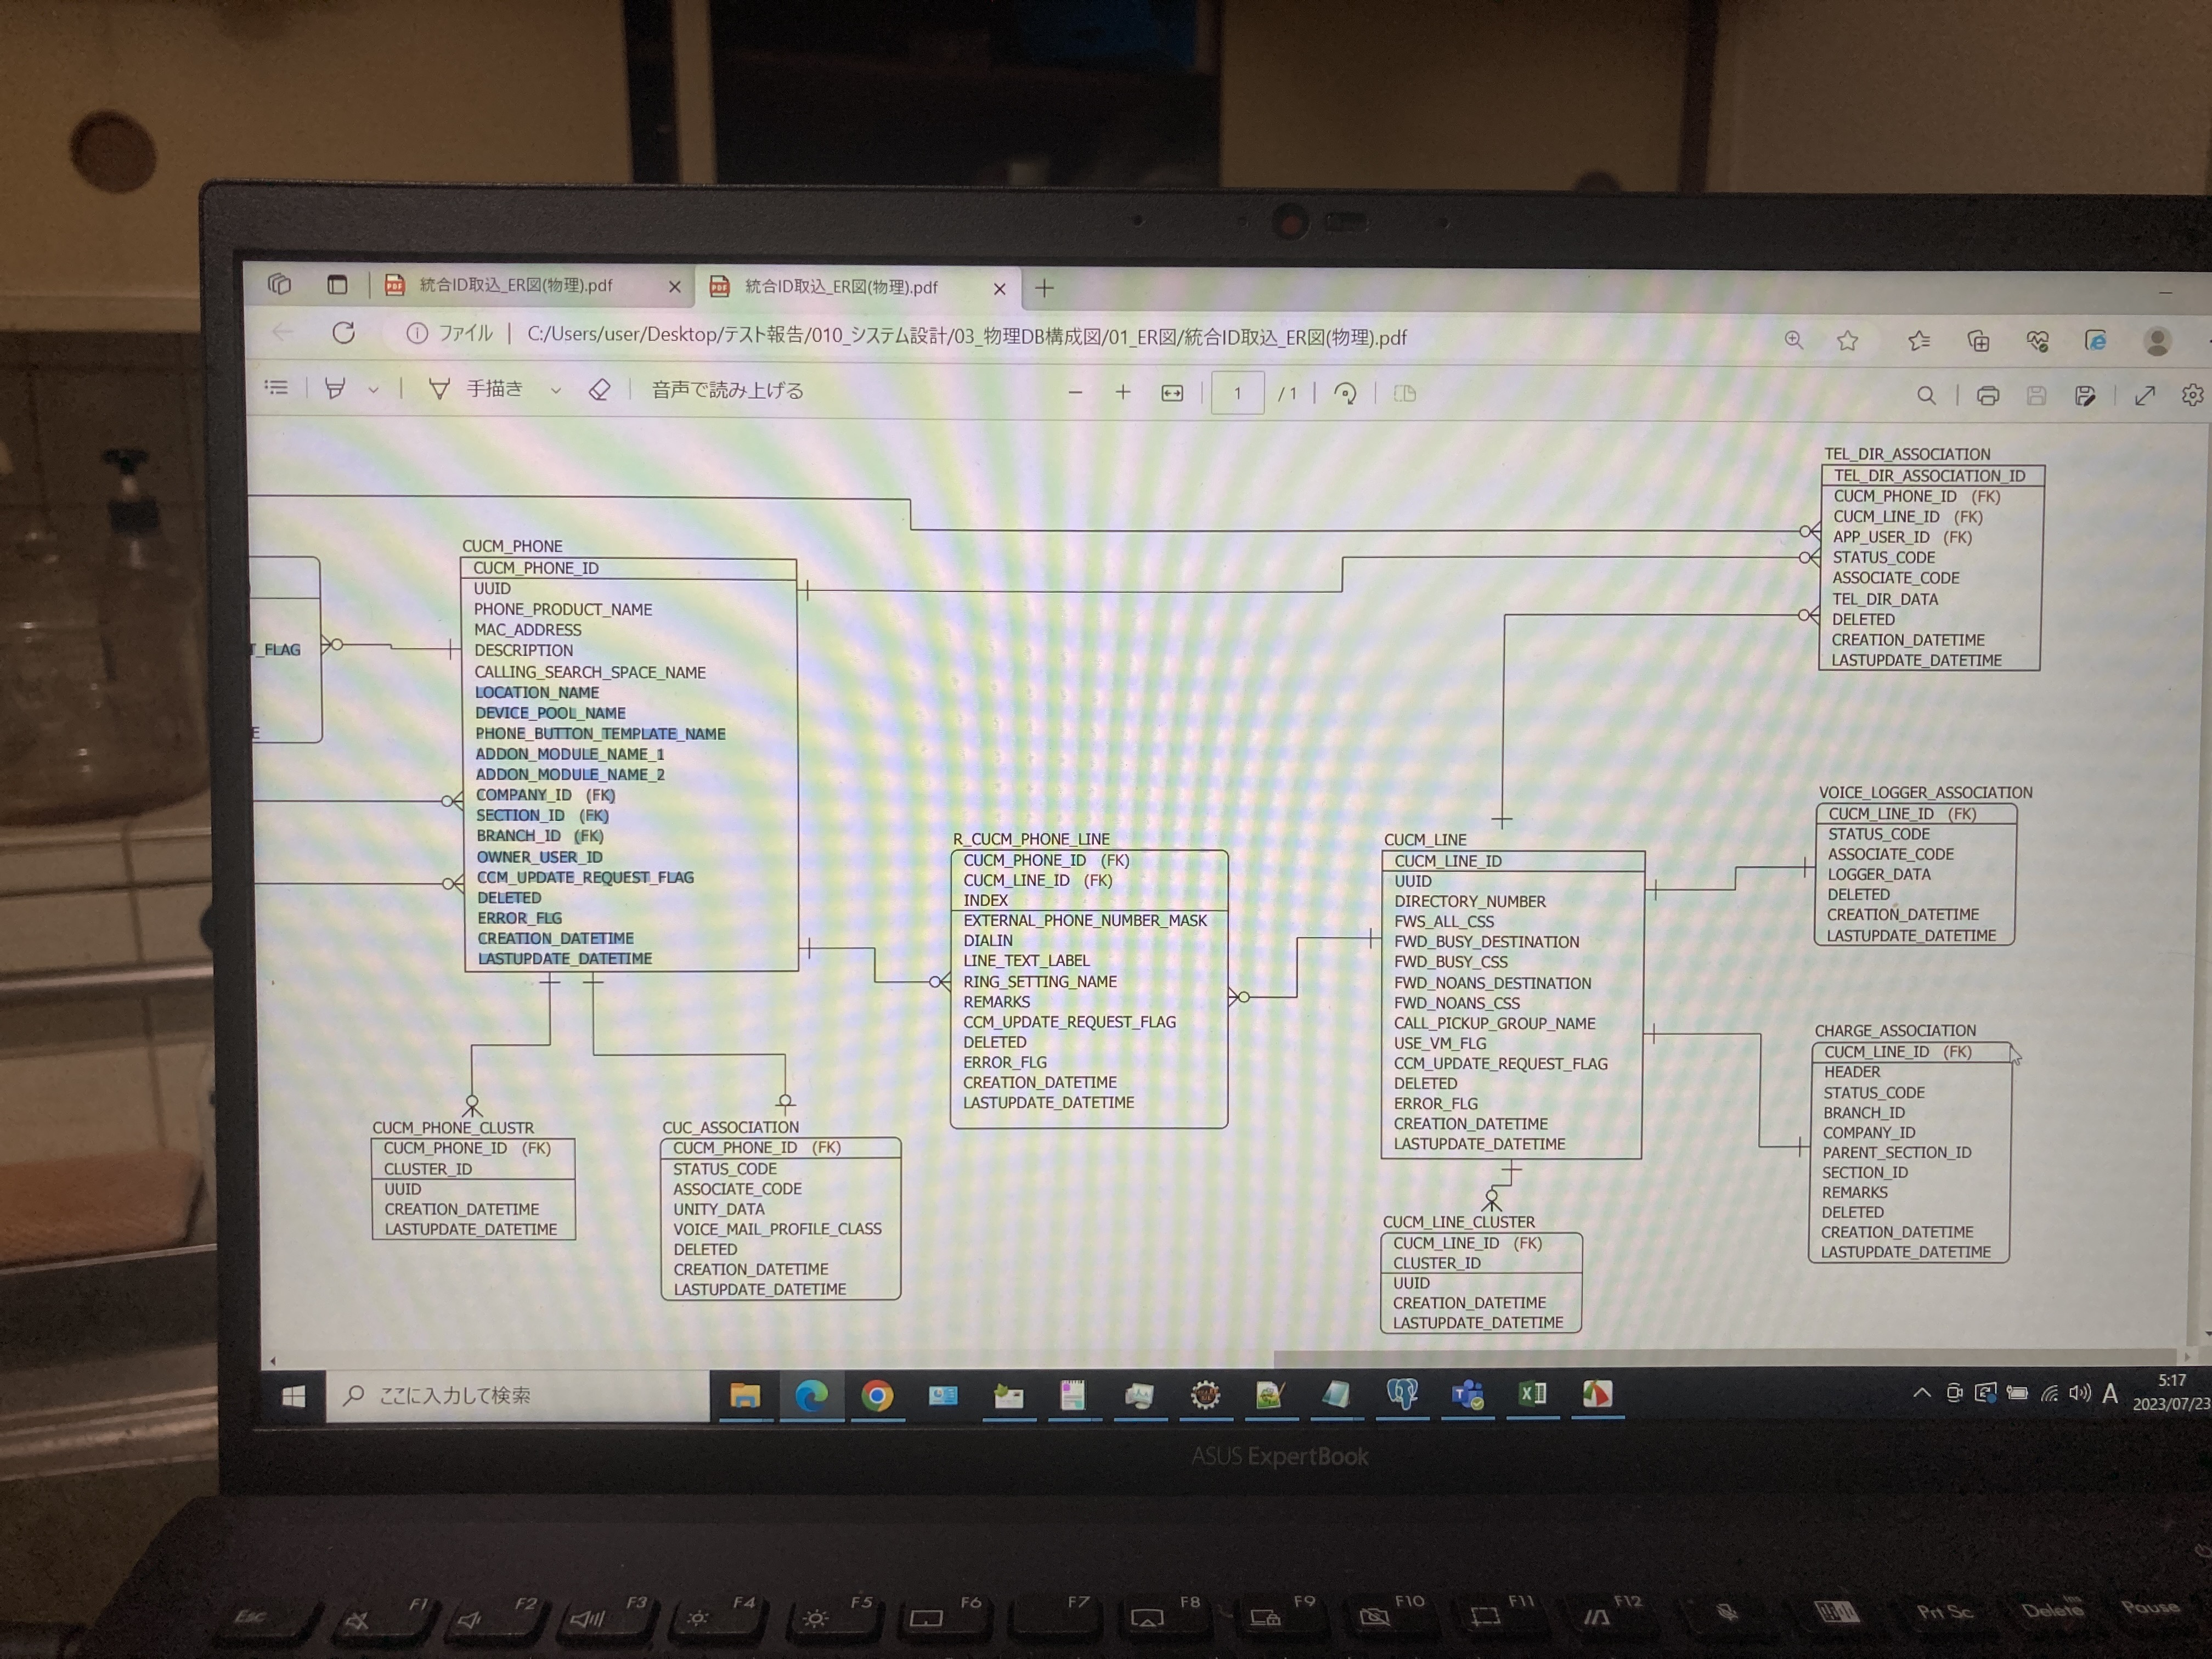 統合ID取込_ER図(物理).pdf
統合ID取込_ER図(物理).pdf
ファイル | C:/Users/user/Desktop/テスト報告/010_システム設計/03_物理DB構成図/01_ER図/統合ID取込_ER図(物理).pdf
手描き
音声で読み上げる
1 / 1
TEL_DIR_ASSOCIATION
TEL_DIR_ASSOCIATION_ID
CUCM_PHONE_ID (FK)
CUCM_LINE_ID (FK)
APP_USER_ID (FK)
STATUS_CODE
ASSOCIATE_CODE
TEL_DIR_DATA
DELETED
CREATION_DATETIME
LASTUPDATE_DATETIME
T_FLAG
E
CUCM_PHONE
CUCM_PHONE_ID
UUID
PHONE_PRODUCT_NAME
MAC_ADDRESS
DESCRIPTION
CALLING_SEARCH_SPACE_NAME
LOCATION_NAME
DEVICE_POOL_NAME
PHONE_BUTTON_TEMPLATE_NAME
ADDON_MODULE_NAME_1
ADDON_MODULE_NAME_2
COMPANY_ID (FK)
SECTION_ID (FK)
BRANCH_ID (FK)
OWNER_USER_ID
CCM_UPDATE_REQUEST_FLAG
DELETED
ERROR_FLG
CREATION_DATETIME
LASTUPDATE_DATETIME
R_CUCM_PHONE_LINE
CUCM_PHONE_ID (FK)
CUCM_LINE_ID (FK)
INDEX
EXTERNAL_PHONE_NUMBER_MASK
DIALIN
LINE_TEXT_LABEL
RING_SETTING_NAME
REMARKS
CCM_UPDATE_REQUEST_FLAG
DELETED
ERROR_FLG
CREATION_DATETIME
LASTUPDATE_DATETIME
CUCM_LINE
CUCM_LINE_ID
UUID
DIRECTORY_NUMBER
FWS_ALL_CSS
FWD_BUSY_DESTINATION
FWD_BUSY_CSS
FWD_NOANS_DESTINATION
FWD_NOANS_CSS
CALL_PICKUP_GROUP_NAME
USE_VM_FLG
CCM_UPDATE_REQUEST_FLAG
DELETED
ERROR_FLG
CREATION_DATETIME
LASTUPDATE_DATETIME
VOICE_LOGGER_ASSOCIATION
CUCM_LINE_ID (FK)
STATUS_CODE
ASSOCIATE_CODE
LOGGER_DATA
DELETED
CREATION_DATETIME
LASTUPDATE_DATETIME
CHARGE_ASSOCIATION
CUCM_LINE_ID (FK)
HEADER
STATUS_CODE
BRANCH_ID
COMPANY_ID
PARENT_SECTION_ID
SECTION_ID
REMARKS
DELETED
CREATION_DATETIME
LASTUPDATE_DATETIME
CUCM_PHONE_CLUSTR
CUCM_PHONE_ID (FK)
CLUSTER_ID
UUID
CREATION_DATETIME
LASTUPDATE_DATETIME
CUC_ASSOCIATION
CUCM_PHONE_ID (FK)
STATUS_CODE
ASSOCIATE_CODE
UNITY_DATA
VOICE_MAIL_PROFILE_CLASS
DELETED
CREATION_DATETIME
LASTUPDATE_DATETIME
CUCM_LINE_CLUSTER
CUCM_LINE_ID (FK)
CLUSTER_ID
UUID
CREATION_DATETIME
LASTUPDATE_DATETIME
ここに入力して検索
A
5:17
2023/07/23
ASUS ExpertBook
Esc F1 F2 F3 F4 F5 F6 F7 F8 F9 F10 F11 F12 Prt Sc Delete Pause